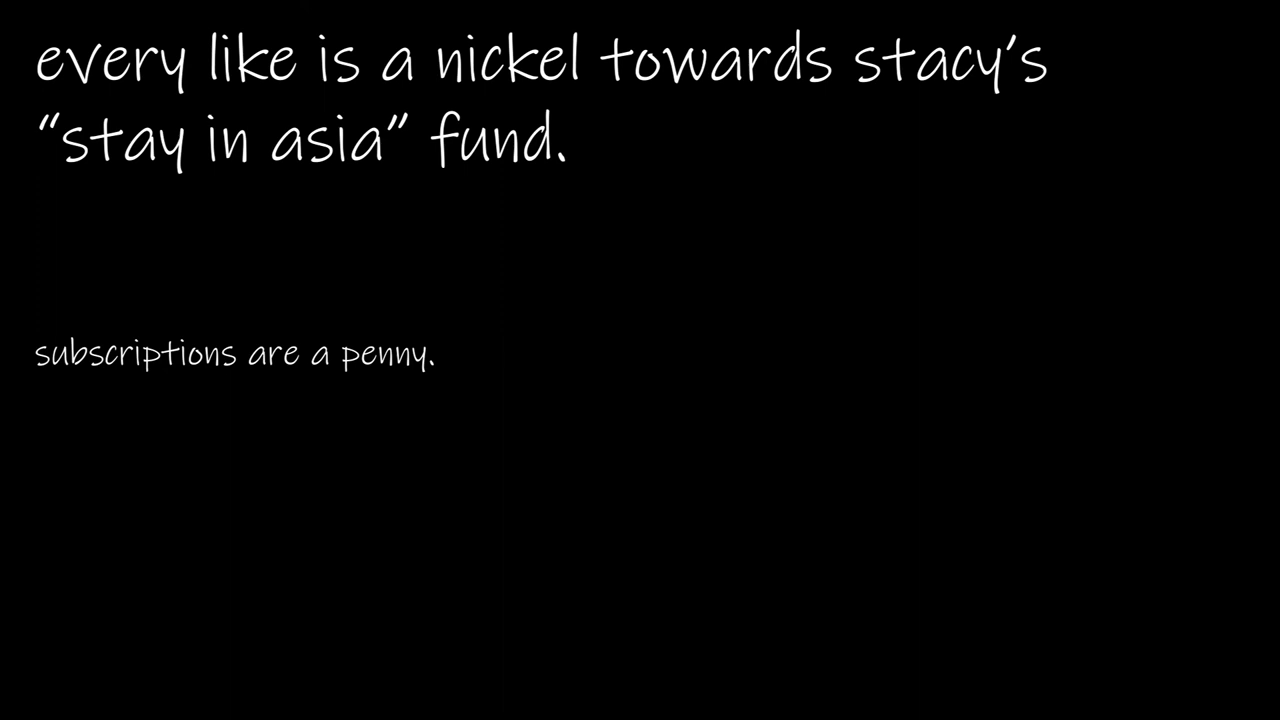 every like is a nickel towards stacy’s
“stay in asia” fund.
subscriptions are a penny.